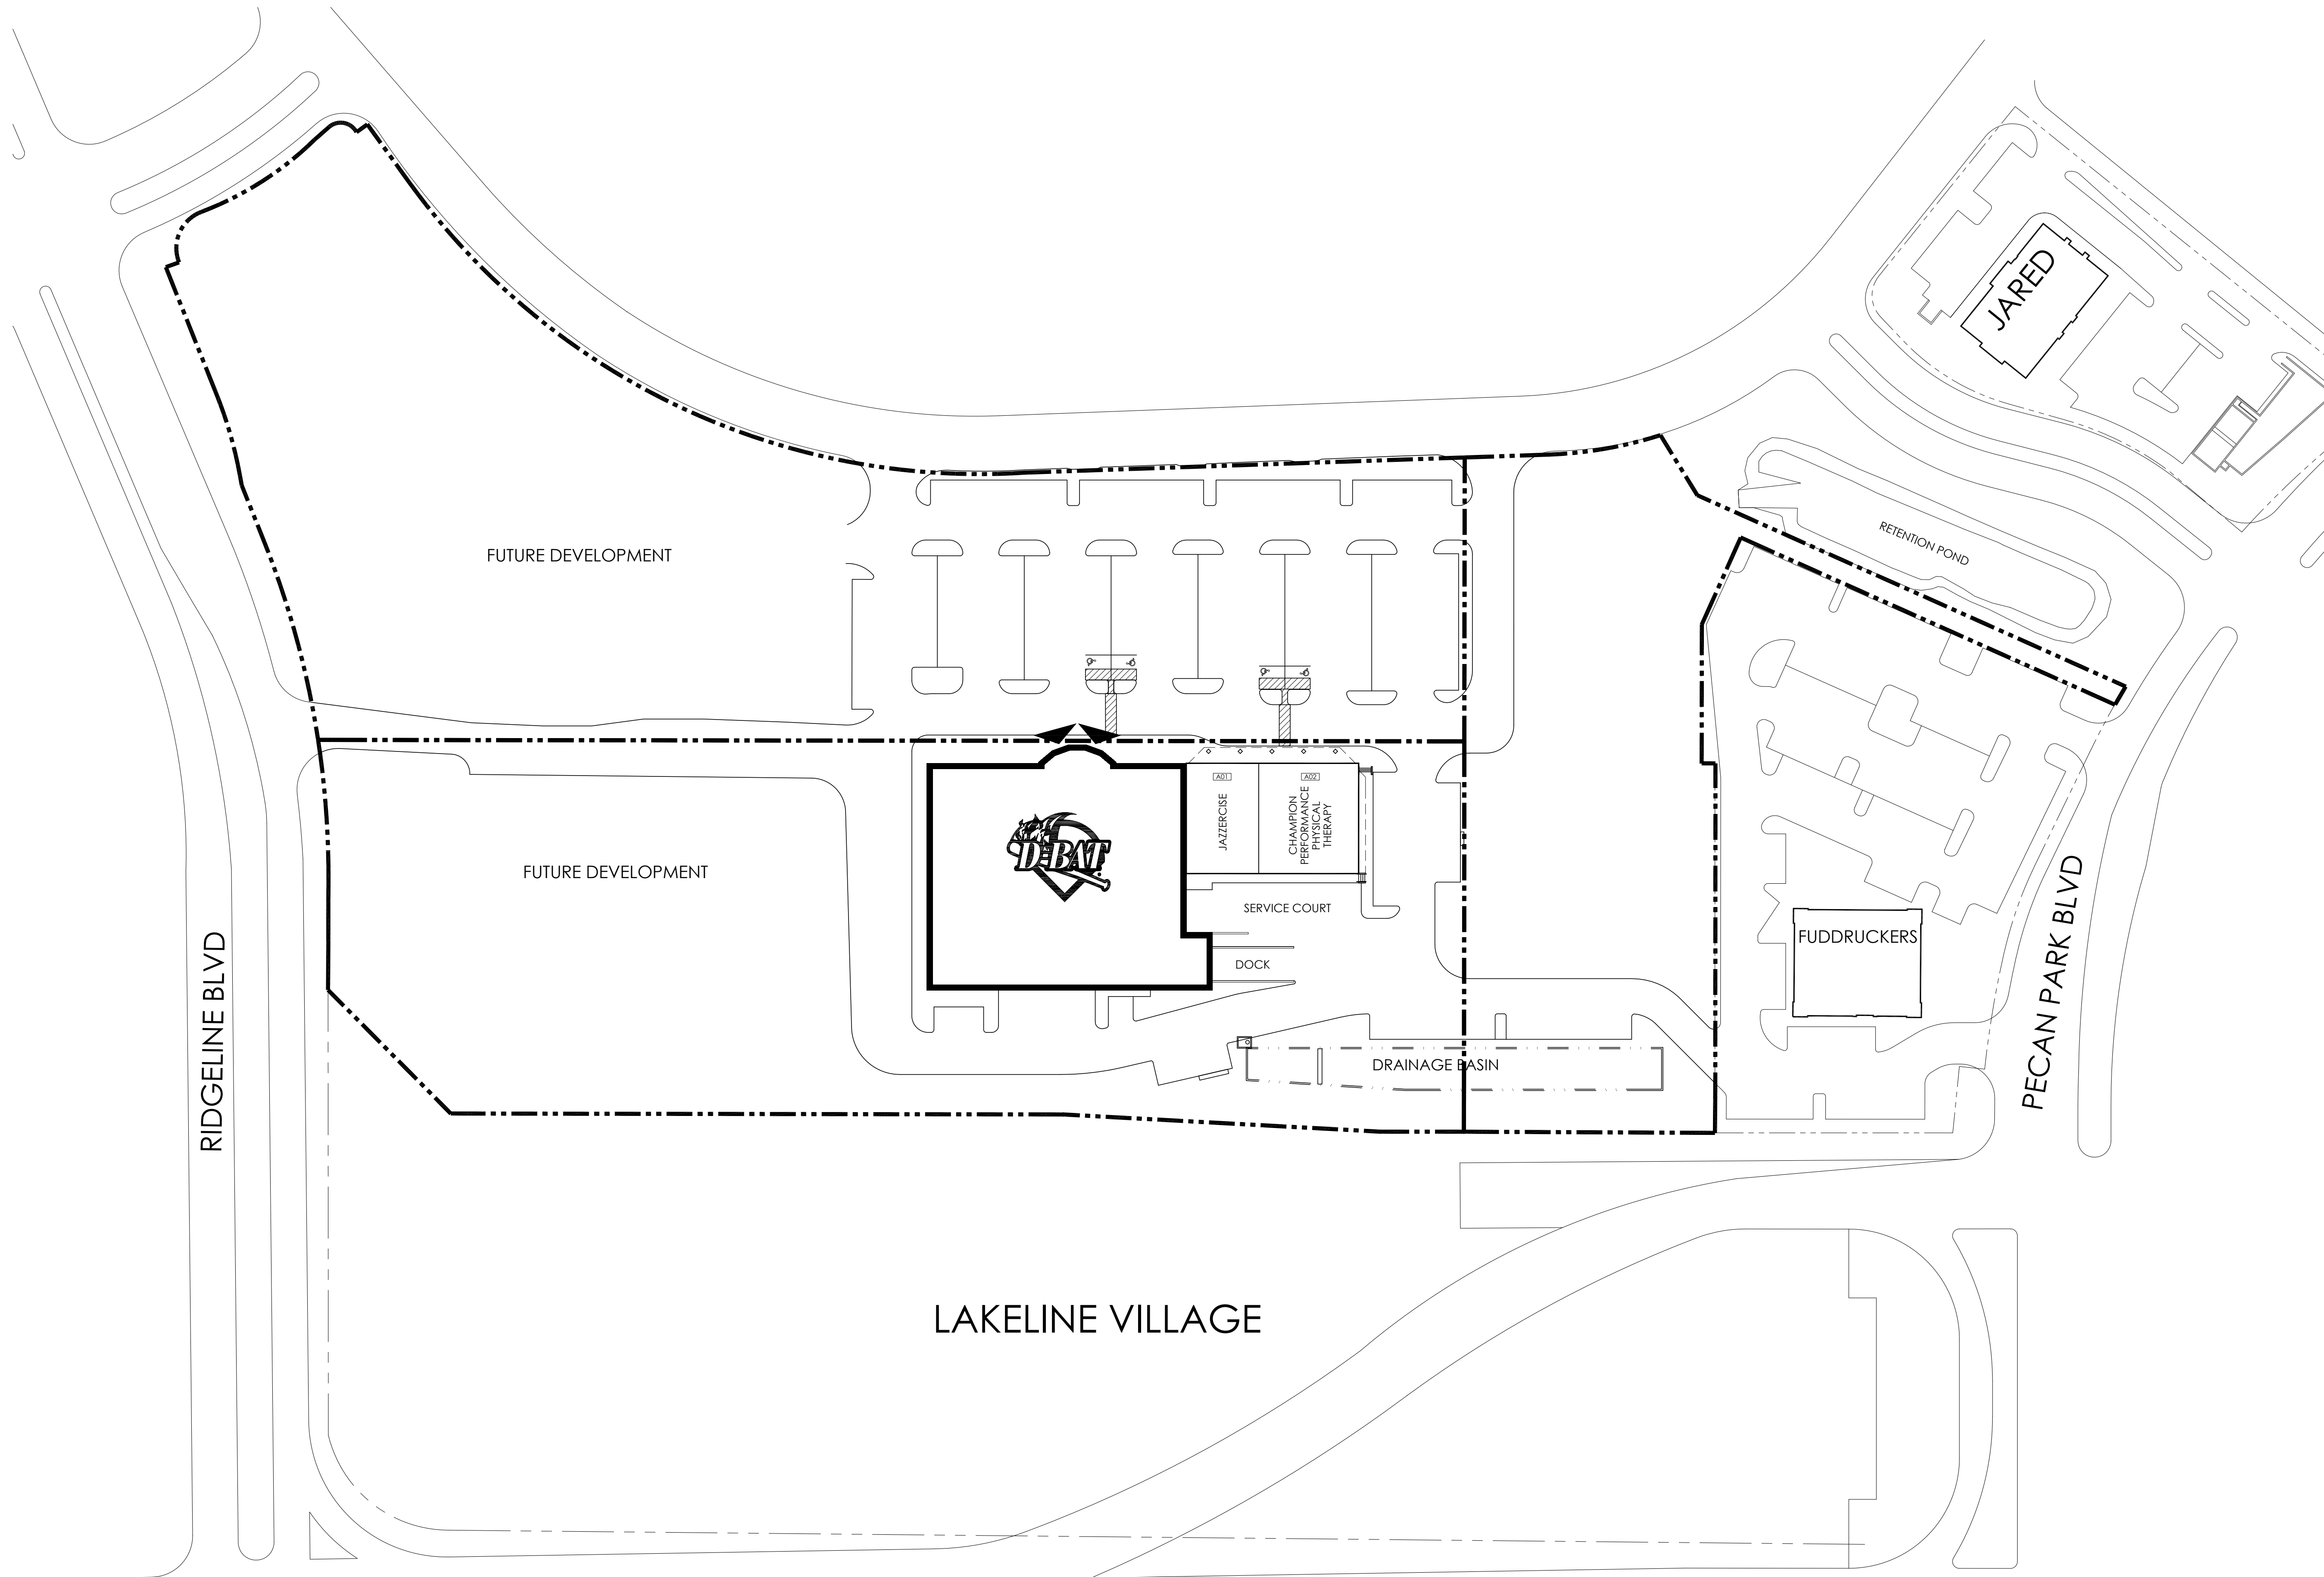 JARED
RETENTION POND
FUTURE DEVELOPMENT
A01
JAZZERCISE
A02
CHAMPION
PERFORMANCE
PHYSICAL
THERAPY
D-BAT
FUTURE DEVELOPMENT
SERVICE COURT
DOCK
FUDDRUCKERS
RIDGELINE BLVD
PECAN PARK BLVD
DRAINAGE BASIN
LAKELINE VILLAGE